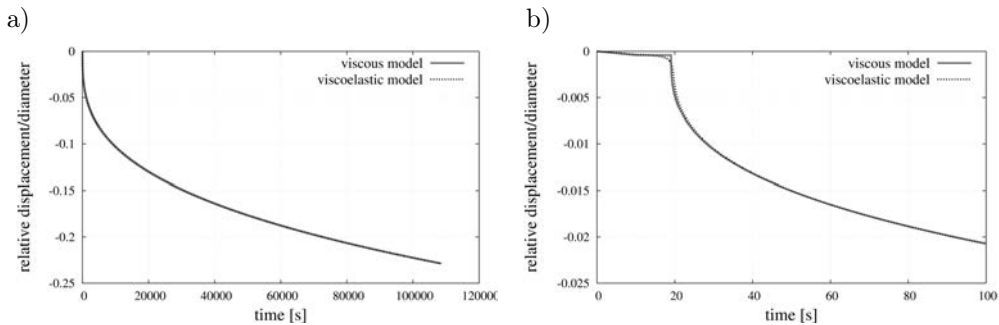 a)
relative displacement/diameter
0
-0.05
-0.1
-0.15
-0.2
-0.25
viscous model
viscoelastic model
0 20000 40000 60000 80000 100000 120000
time [s]
b)
relative displacement/diameter
0
-0.005
-0.01
-0.015
-0.02
-0.025
viscous model
viscoelastic model
0 20 40 60 80 100
time [s]